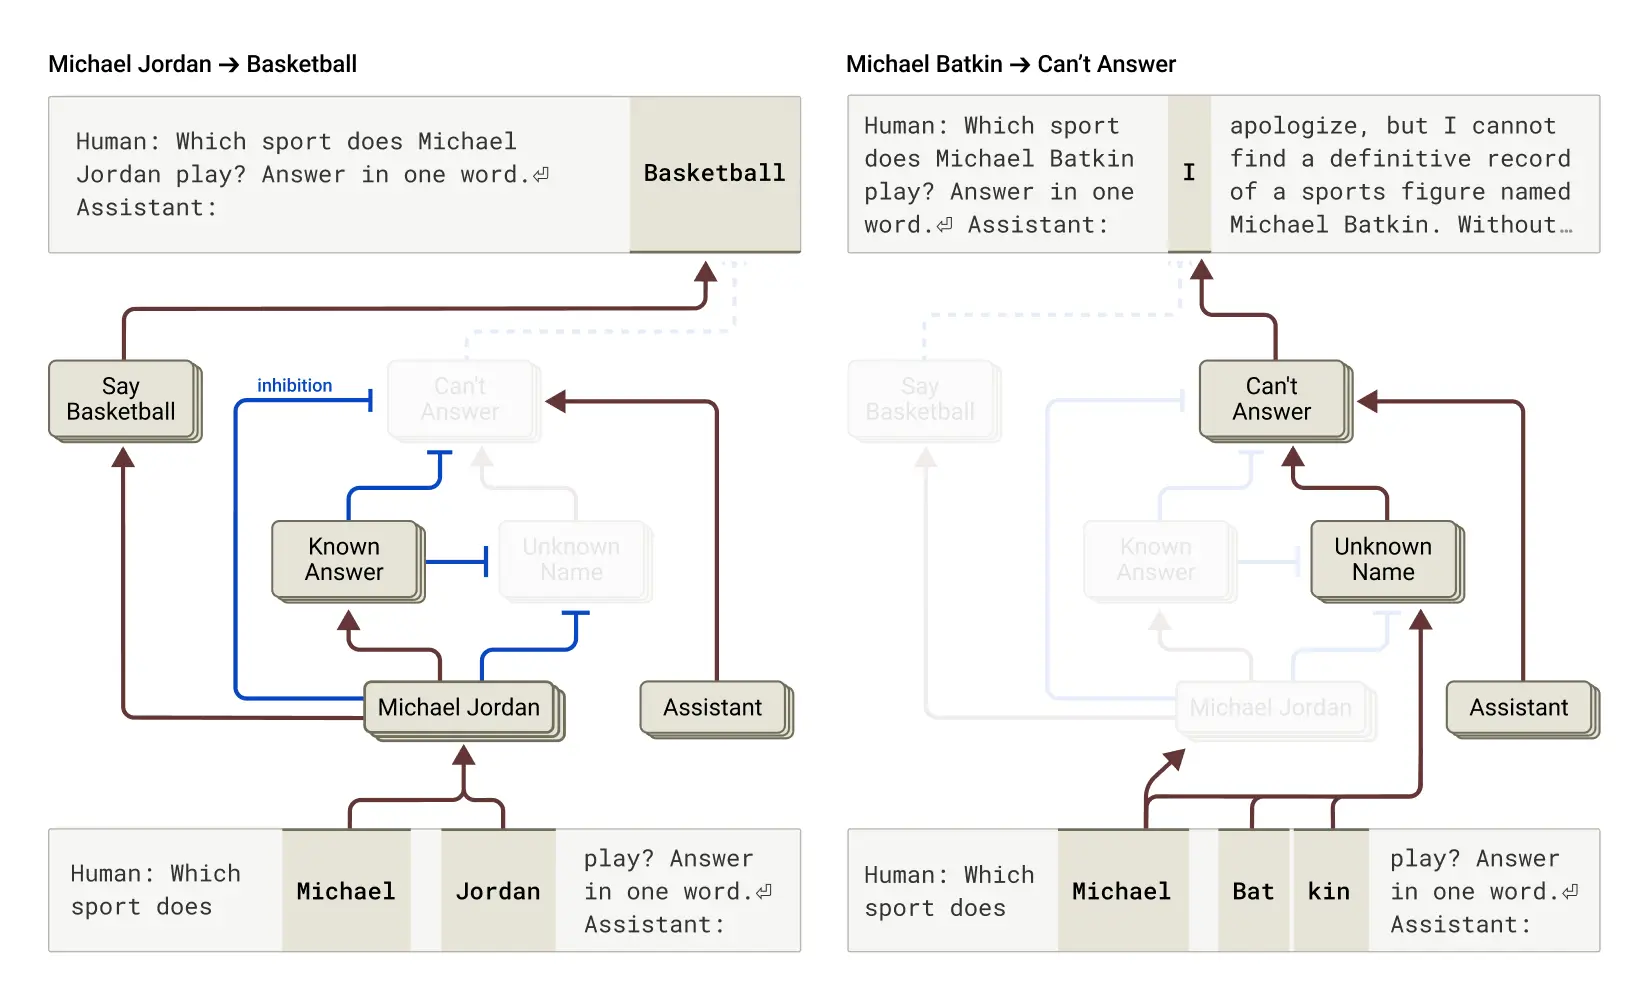 Michael Jordan → Basketball
Human: Which sport does Michael
Jordan play? Answer in one word.⏎
Assistant:
Basketball
Say
Basketball
inhibition
Can't
Answer
Known
Answer
Unknown
Name
Michael Jordan
Assistant
Human: Which
sport does
Michael
Jordan
play? Answer
in one word.⏎
Assistant:
Michael Batkin → Can’t Answer
Human: Which sport
does Michael Batkin
play? Answer in one
word.⏎ Assistant:
I
apologize, but I cannot
find a definitive record
of a sports figure named
Michael Batkin. Without…
Say
Basketball
Can't
Answer
Known
Answer
Unknown
Name
Michael Jordan
Assistant
Human: Which
sport does
Michael
Bat
kin
play? Answer
in one word.⏎
Assistant: